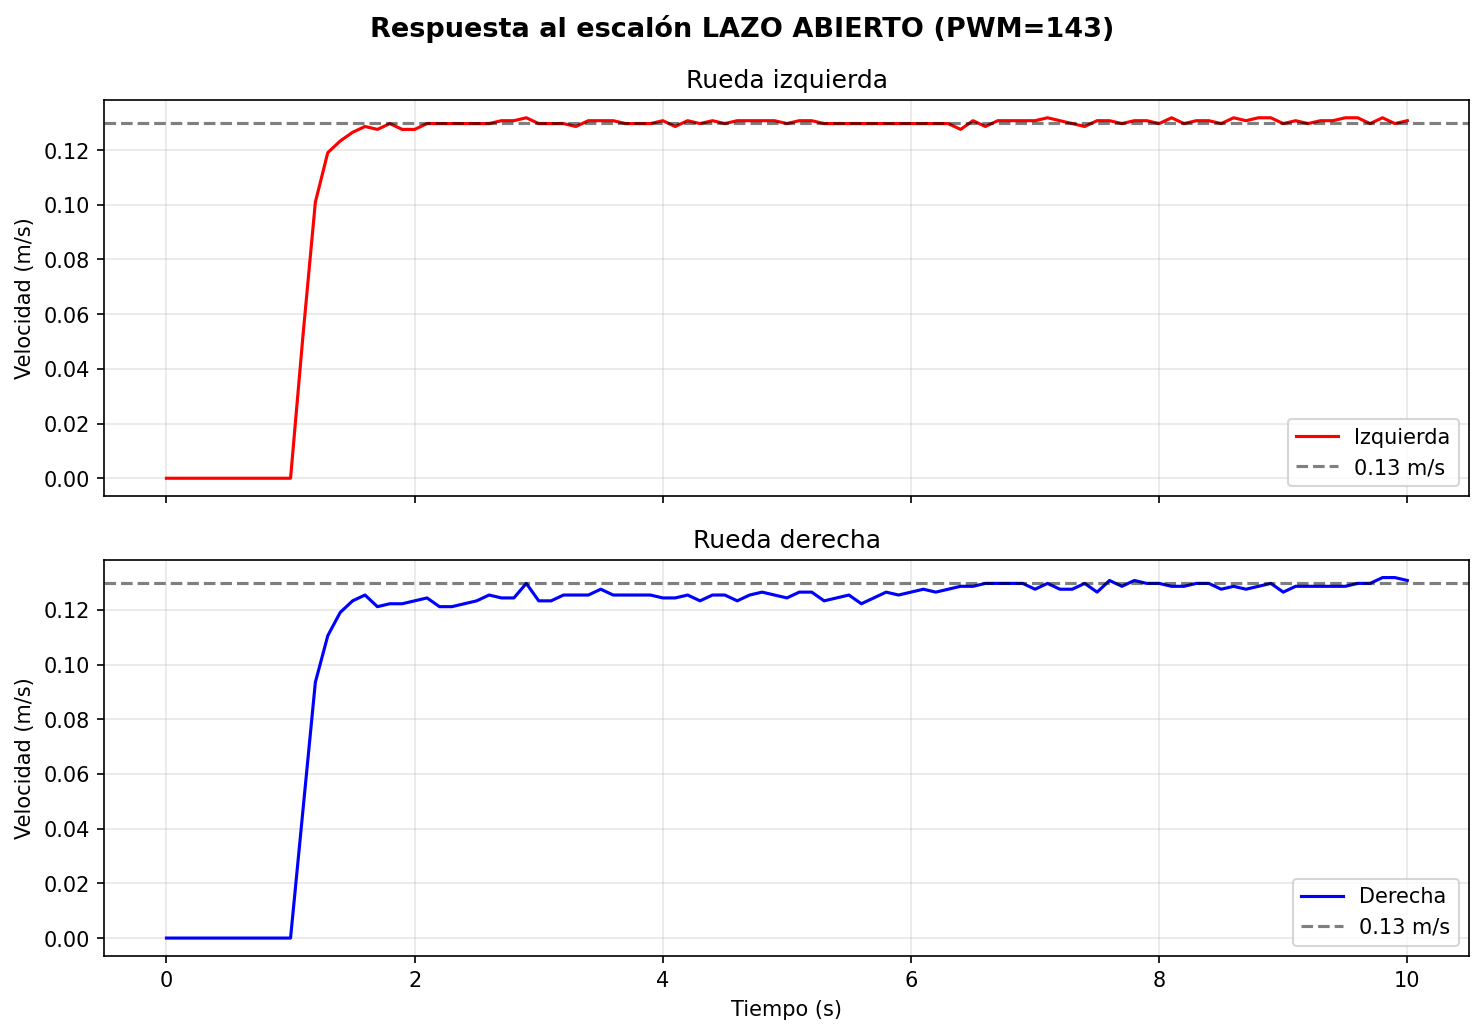 Respuesta al escalón LAZO ABIERTO (PWM=143)
Rueda izquierda
Velocidad (m/s)
0.12
0.10
0.08
0.06
0.04
0.02
0.00
Izquierda
0.13 m/s
Rueda derecha
Velocidad (m/s)
0.12
0.10
0.08
0.06
0.04
0.02
0.00
Derecha
0.13 m/s
0 2 4 6 8 10
Tiempo (s)